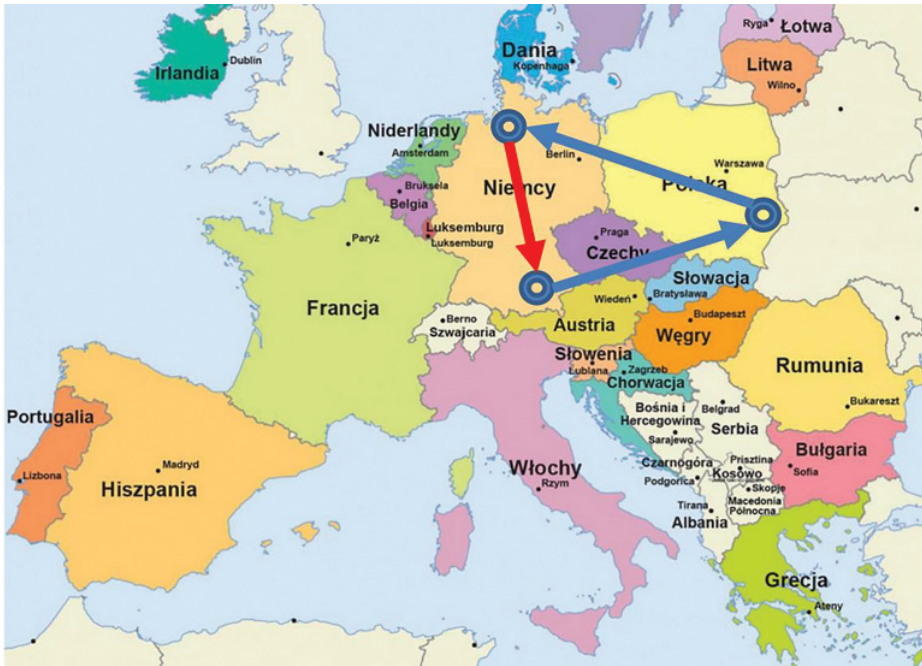 Ryga
Łotwa
Irlandia
Dublin
Dania
Kopenhaga
Litwa
Wilno
Niderlandy
Amsterdam
Berlin
Warszawa
Polska
Niemcy
Bruksela
Belgia
Luksemburg
Luksemburg
Paryż
Praga
Czechy
Słowacja
Bratysława
Wiedeń
Francja
Berno
Szwajcaria
Austria
Budapeszt
Węgry
Słowenia
Lublana
Zagrzeb
Chorwacja
Rumunia
Bukareszt
Portugalia
Lizbona
Madryd
Hiszpania
Włochy
Rzym
Bośnia i
Hercegowina
Sarajewo
Belgrad
Serbia
Czarnogóra
Podgorica
Prisztina
Kosowo
Bułgaria
Sofia
Skopje
Macedonia
Północna
Tirana
Albania
Grecja
Ateny